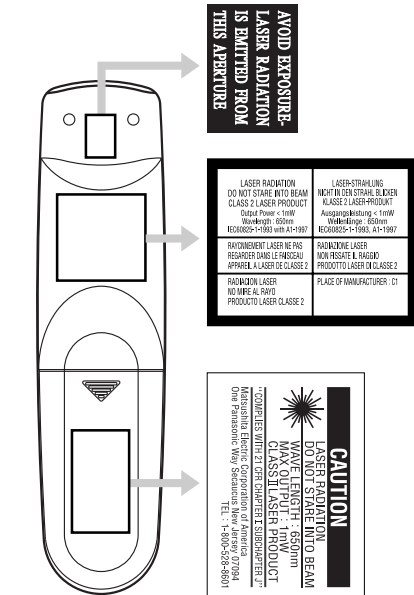 AVOID EXPOSURE-
LASER RADIATION
IS EMITTED FROM
THIS APERTURE
LASER RADIATION
DO NOT STARE INTO BEAM
CLASS 2 LASER PRODUCT
Output Power < 1mW
Wavelength : 650nm
IEC60825-1-1993 with A1-1997
LASER-STRAHLUNG
NICHT IN DEN STRAHL BLICKEN
KLASSE 2 LASER-PRODUKT
Ausgangsleistung < 1mW
Wellenlänge : 650nm
IEC60825-1-1993, A1-1997
RAYONNEMENT LASER NE PAS
REGARDER DANS LE FAISCEAU
APPAREIL A LASER DE CLASSE 2
RADIAZIONE LASER
NON FISSATE IL RAGGIO
PRODOTTO LASER DI CLASSE 2
RADIACION LASER
NO MIRE AL RAYO
PRODUCTO LASER CLASSE 2
PLACE OF MANUFACTURER : C1
CAUTION
LASER RADIATION
DO NOT STARE INTO BEAM
WAVE LENGTH : 650nm
MAX OUTPUT : 1mW
CLASS II LASER PRODUCT
"COMPLIES WITH 21 CFR CHAPTER I SUBCHAPTER J"
Matsushita Electric Corporation of America
One Panasonic Way Secaucus New Jersey 07094
TEL : 1-800-528-8601